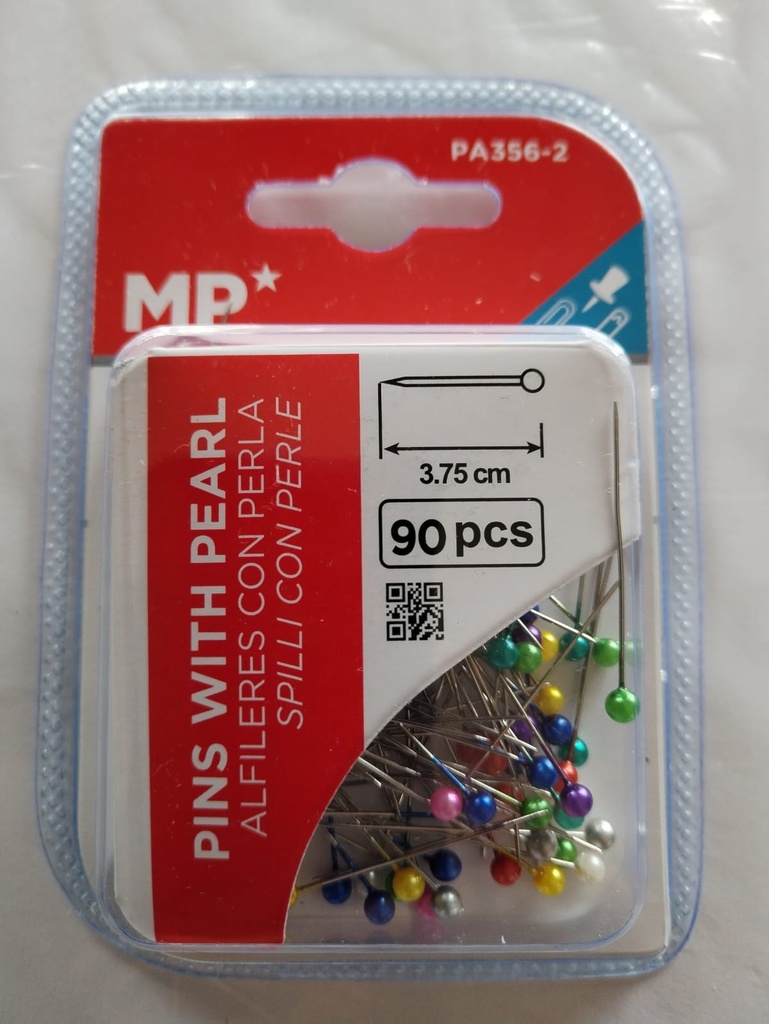 PA356-2
MP
PINS WITH PEARL
ALFILERES CON PERLA
SPILLI CON PERLE
3.75 cm
90 pcs